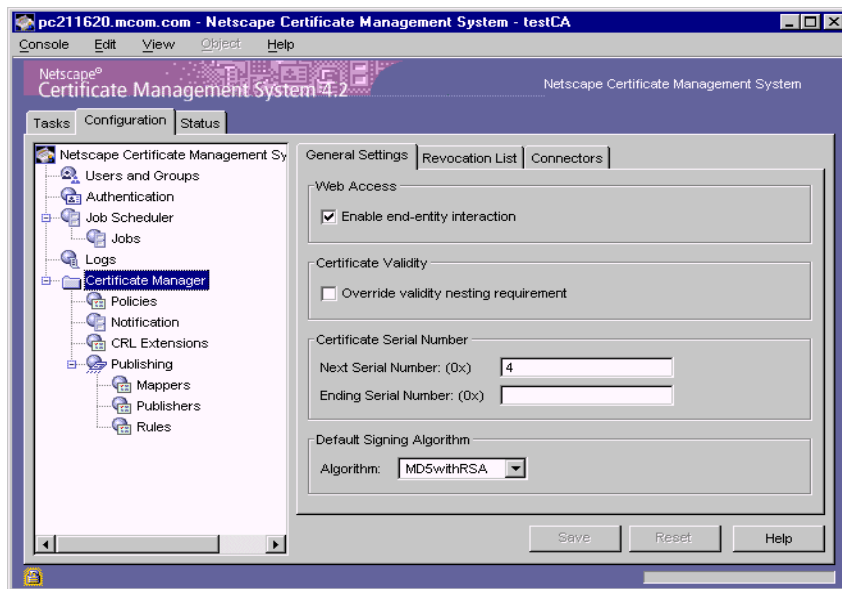 pc211620.mcom.com - Netscape Certificate Management System - testCA
Console Edit View Object Help
Netscape®
Certificate Management System 4.2
Netscape Certificate Management System
Tasks Configuration Status
Netscape Certificate Management Sy
Users and Groups
Authentication
Job Scheduler
Jobs
Logs
Certificate Manager
Policies
Notification
CRL Extensions
Publishing
Mappers
Publishers
Rules
General Settings Revocation List Connectors
Web Access
Enable end-entity interaction
Certificate Validity
Override validity nesting requirement
Certificate Serial Number
Next Serial Number: (0x) 4
Ending Serial Number: (0x)
Default Signing Algorithm
Algorithm: MD5withRSA
Save Reset Help